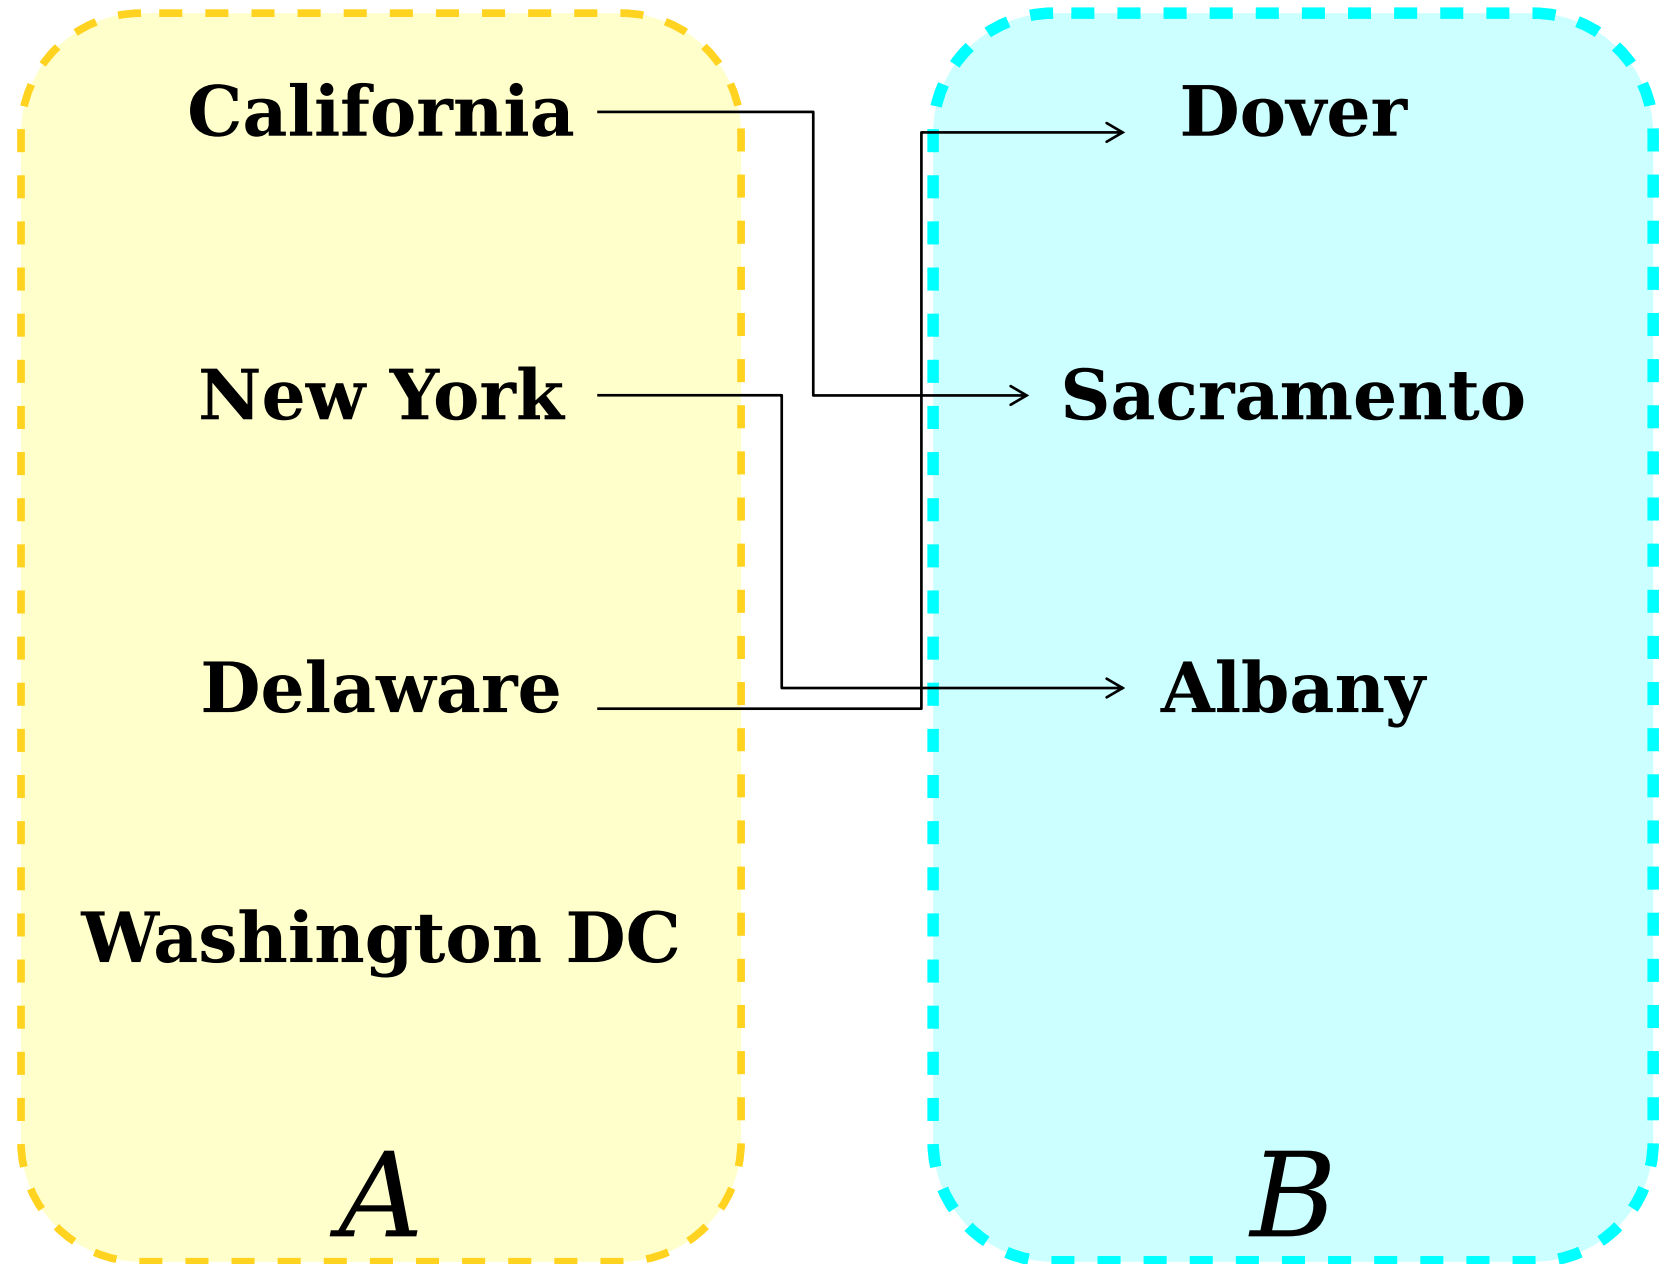 California
New York
Delaware
Washington DC
A
Dover
Sacramento
Albany
B